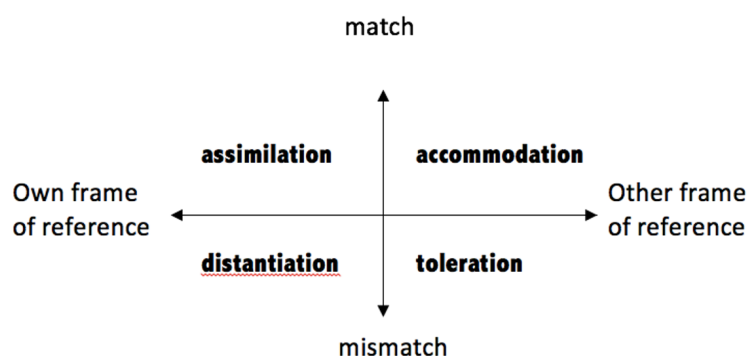 match
assimilation
accommodation
Own frame
of reference
Other frame
of reference
distantiation
toleration
mismatch